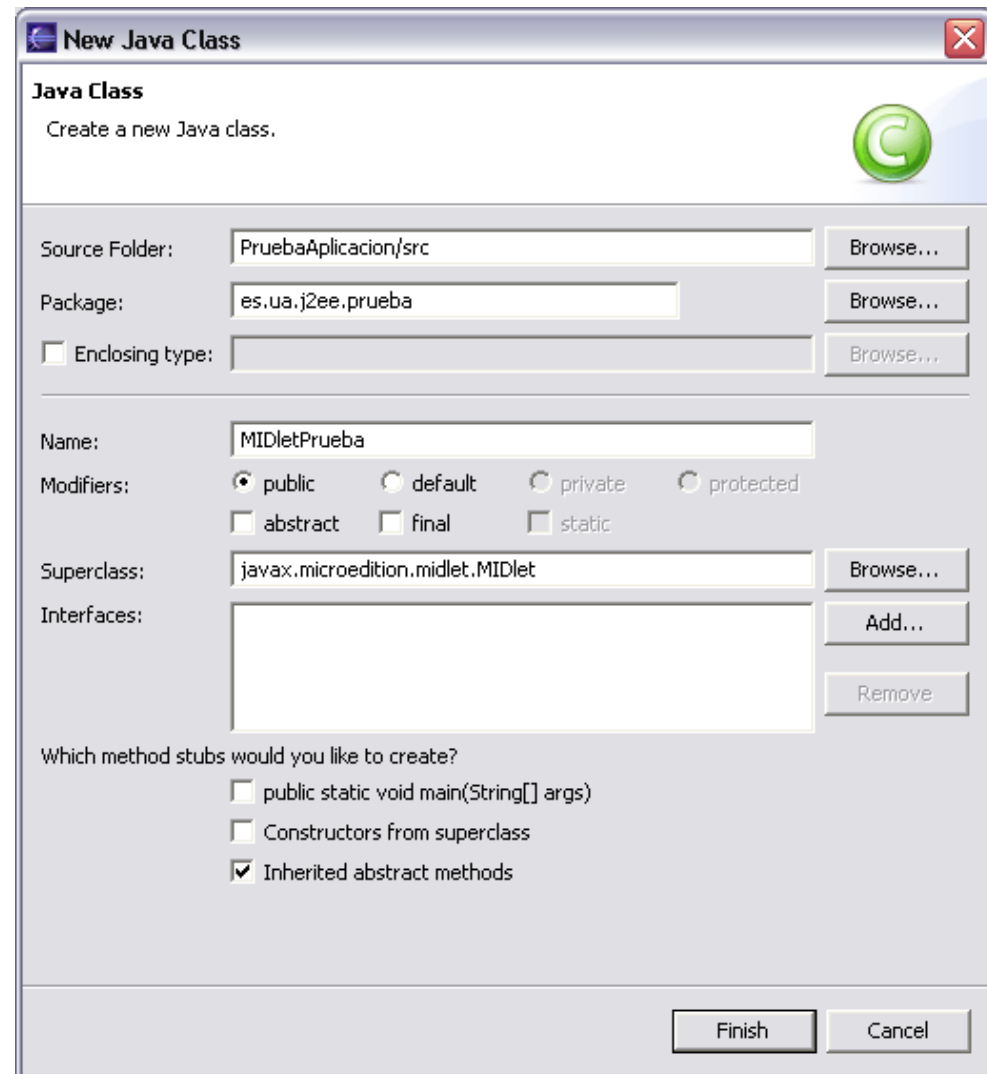 New Java Class
Java Class
Create a new Java class.
Source Folder: PruebaAplicacion/src Browse...
Package: es.ua.j2ee.prueba Browse...
Enclosing type: Browse...
Name: MIDletPrueba
Modifiers: public default private protected
abstract final static
Superclass: javax.microedition.midlet.MIDlet Browse...
Interfaces: Add...
Remove
Which method stubs would you like to create?
public static void main(String[] args)
Constructors from superclass
Inherited abstract methods
Finish Cancel